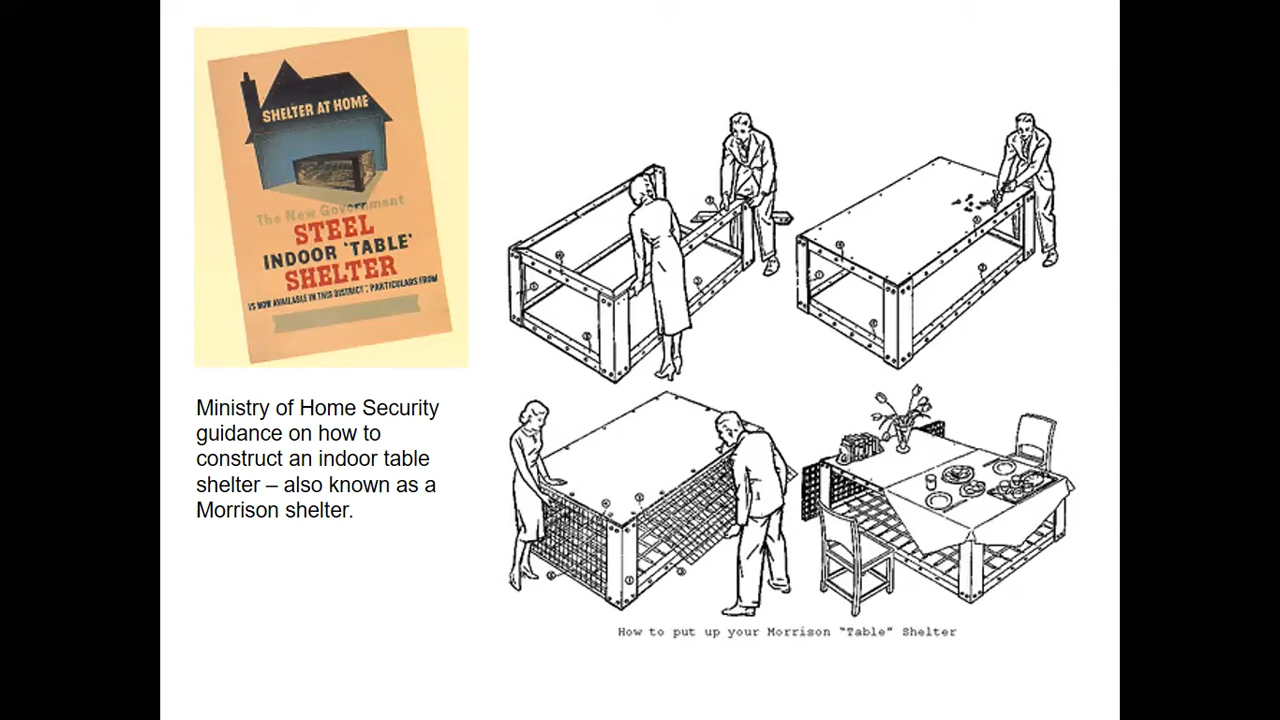 SHELTER AT HOME
The New Government
STEEL
INDOOR 'TABLE'
SHELTER
IS NOW AVAILABLE IN THIS DISTRICT : PARTICULARS FROM
Ministry of Home Security
guidance on how to
construct an indoor table
shelter – also known as a
Morrison shelter.
How to put up your Morrison "Table" Shelter